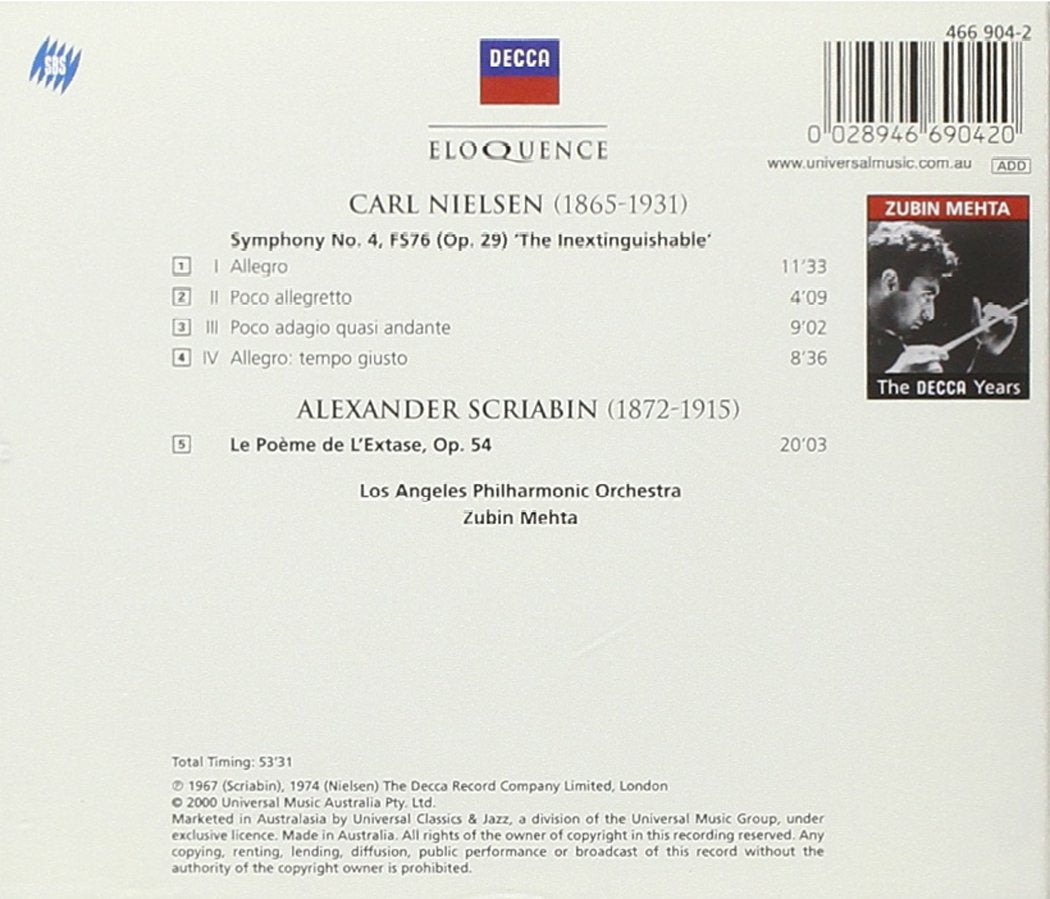 SBS
DECCA
466 904-2
0 028946 690420
ELOQUENCE
www.universalmusic.com.au ADD
CARL NIELSEN (1865-1931)
Symphony No. 4, FS76 (Op. 29) 'The Inextinguishable'
1 I Allegro 11'33
2 II Poco allegretto 4'09
3 III Poco adagio quasi andante 9'02
4 IV Allegro: tempo giusto 8'36
ZUBIN MEHTA
The DECCA Years
ALEXANDER SCRIABIN (1872-1915)
5 Le Poème de L'Extase, Op. 54 20'03
Los Angeles Philharmonic Orchestra
Zubin Mehta
Total Timing: 53'31
℗ 1967 (Scriabin), 1974 (Nielsen) The Decca Record Company Limited, London
© 2000 Universal Music Australia Pty. Ltd.
Marketed in Australasia by Universal Classics & Jazz, a division of the Universal Music Group, under
exclusive licence. Made in Australia. All rights of the owner of copyright in this recording reserved. Any
copying, renting, lending, diffusion, public performance or broadcast of this record without the
authority of the copyright owner is prohibited.